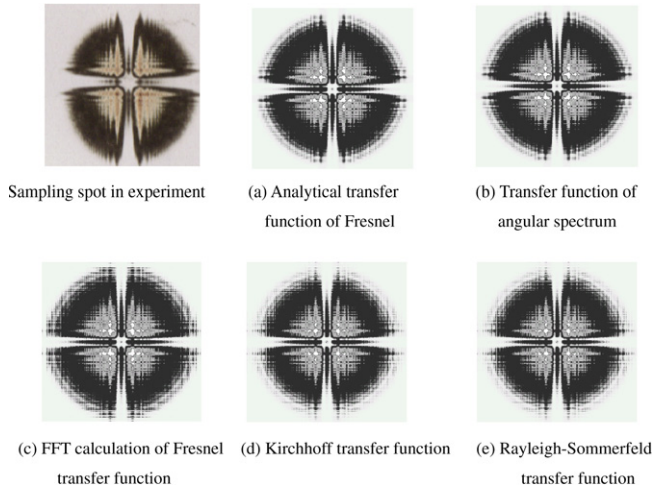 Sampling spot in experiment
(a) Analytical transfer
function of Fresnel
(b) Transfer function of
angular spectrum
(c) FFT calculation of Fresnel
transfer function
(d) Kirchhoff transfer function
(e) Rayleigh-Sommerfeld
transfer function